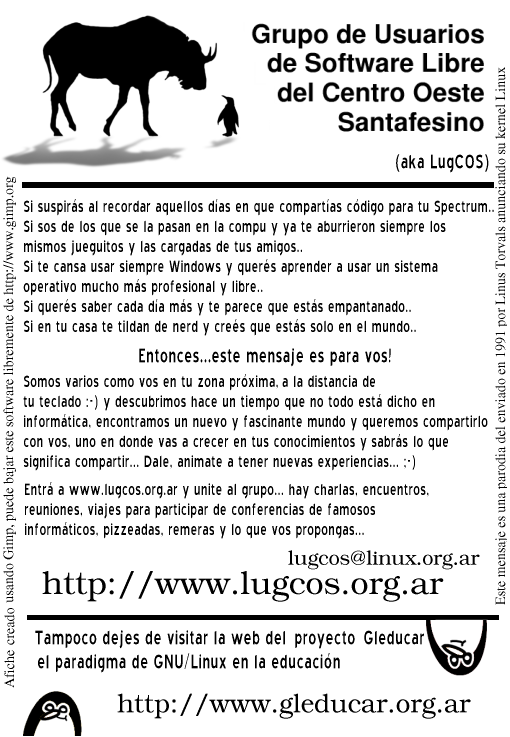 Grupo de Usuarios
de Software Libre
del Centro Oeste
Santafesino
(aka LugCOS)
Si suspirás al recordar aquellos días en que compartías código para tu Spectrum..
Si sos de los que se la pasan en la compu y ya te aburrieron siempre los
mismos jueguitos y las cargadas de tus amigos..
Si te cansa usar siempre Windows y querés aprender a usar un sistema
operativo mucho más profesional y libre..
Si querés saber cada día más y te parece que estás empantanado..
Si en tu casa te tildan de nerd y creés que estás solo en el mundo..
Entonces...este mensaje es para vos!
Somos varios como vos en tu zona próxima, a la distancia de
tu teclado :-) y descubrimos hace un tiempo que no todo está dicho en
informática, encontramos un nuevo y fascinante mundo y queremos compartirlo
con vos, uno en donde vas a crecer en tus conocimientos y sabrás lo que
significa compartir... Dale, animate a tener nuevas experiencias... ;-)
Entrá a www.lugcos.org.ar y unite al grupo... hay charlas, encuentros,
reuniones, viajes para participar de conferencias de famosos
informáticos, pizzeadas, remeras y lo que vos propongas...
lugcos@linux.org.ar
http://www.lugcos.org.ar
Tampoco dejes de visitar la web del proyecto Gleducar
el paradigma de GNU/Linux en la educación
http://www.gleducar.org.ar
Afiche creado usando Gimp, puede bajar este software libremente de http://www.gimp.org
Este mensaje es una parodia del enviado en 1991 por Linus Torvals anunciando su kernel Linux